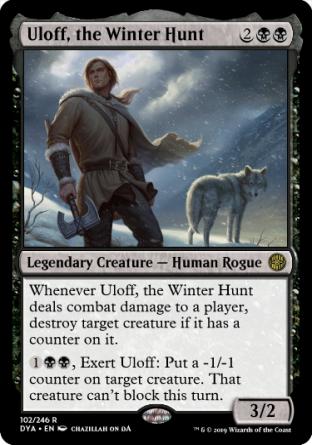 Uloff, the Winter Hunt 2
Legendary Creature — Human Rogue
Whenever Uloff, the Winter Hunt
deals combat damage to a player,
destroy target creature if it has a
counter on it.
1, Exert Uloff: Put a -1/-1
counter on target creature. That
creature can't block this turn.
3/2
102/246 R
DYA • EN CHAZILLAH ON DA ™ & © 2019 Wizards of the Coast